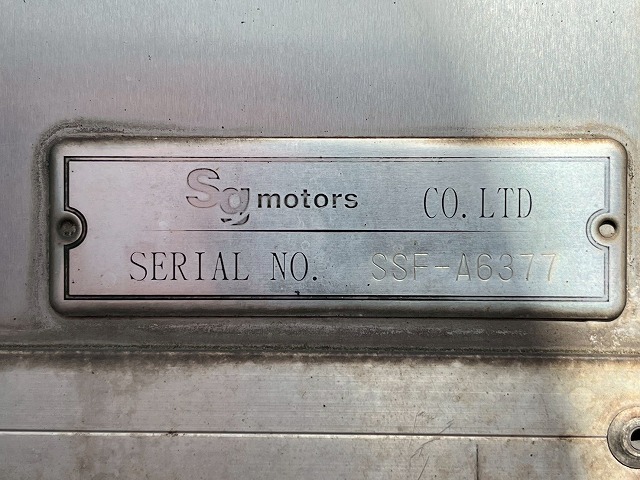 Sg motors CO.LTD
SERIAL NO. SSF-A6377